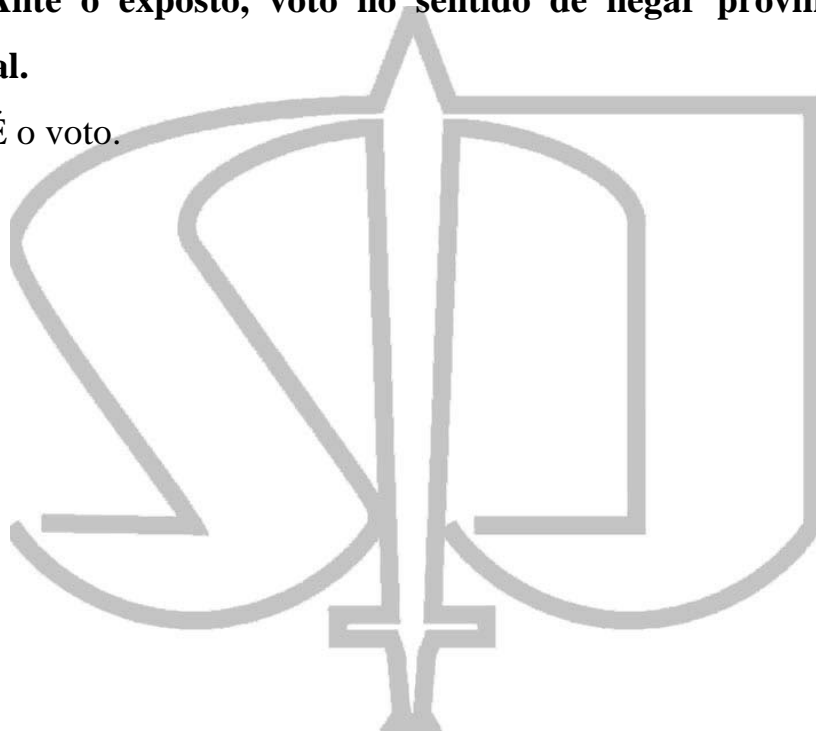 Ante o exposto, voto no sentido de negar
al.
É o voto.